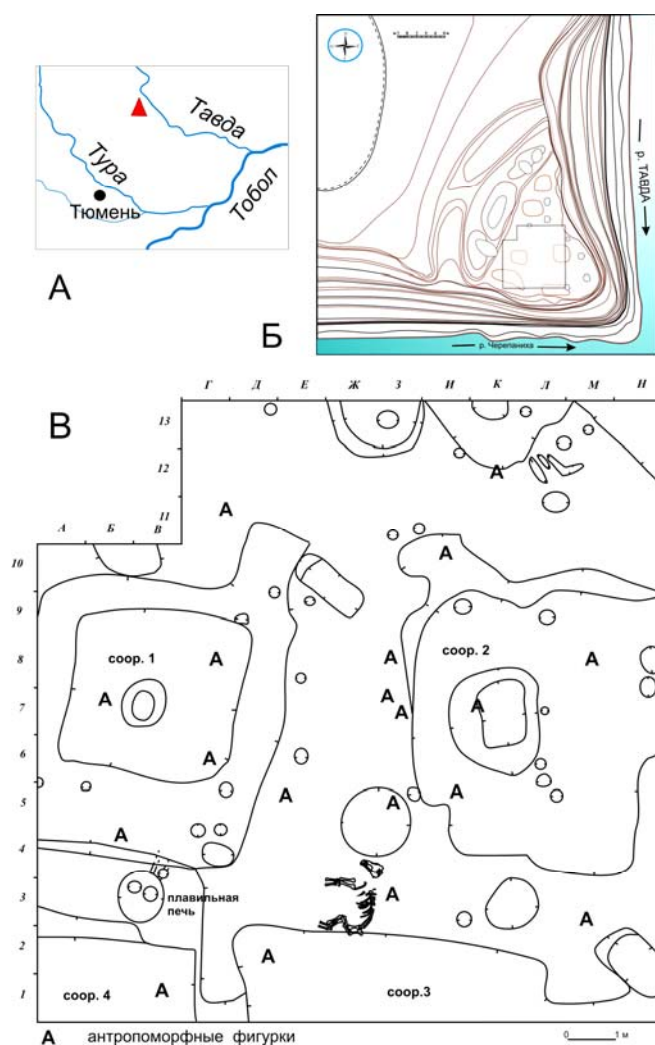 А
Тавда
Тура
Тюмень
Тобол
Б
р. ТАВДА
р. Черепаниха
В
Г Д Е Ж З И К Л М Н
13
12
А
А
11
А Б В
10
А
9
соор. 1
А
А
соор. 2
А
8
А
А
А
А
7
А
6
А
А
А
5
А
4
плавильная
печь
А
А
3
А
2
соор. 4
А
соор.3
1
А антропоморфные фигурки
0 1 м